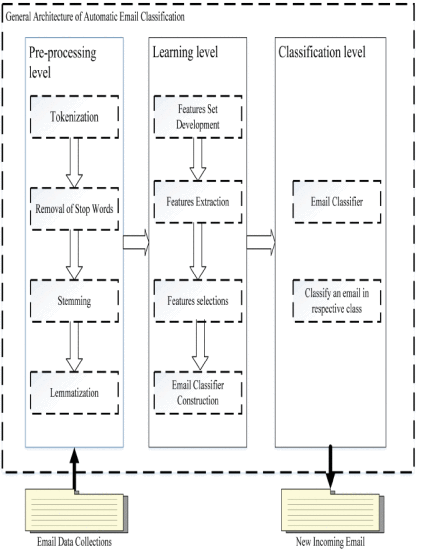 General Architecture of Automatic Email Classification
Pre-processing
level
Tokenization
Removal of Stop Words
Stemming
Lemmatization
Learning level
Features Set
Development
Features Extraction
Features selections
Email Classifier
Construction
Classification level
Email Classifier
Classify an email in
respective class
Email Data Collections
New Incoming Email